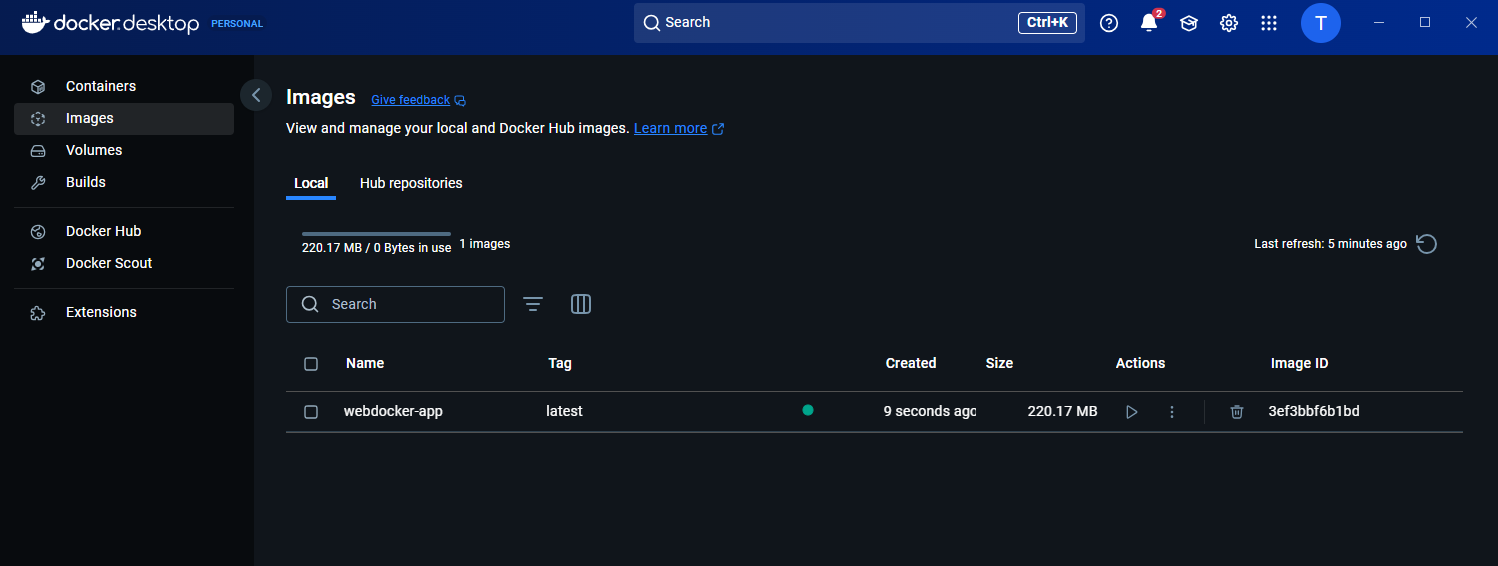 docker.desktop PERSONAL
Search Ctrl+K 2 T
Containers
Images
Volumes
Builds
Docker Hub
Docker Scout
Extensions
Images Give feedback
View and manage your local and Docker Hub images. Learn more
Local Hub repositories
220.17 MB / 0 Bytes in use 1 images Last refresh: 5 minutes ago
Search
Name Tag Created Size Actions Image ID
webdocker-app latest 9 seconds ago 220.17 MB 3ef3bbf6b1bd